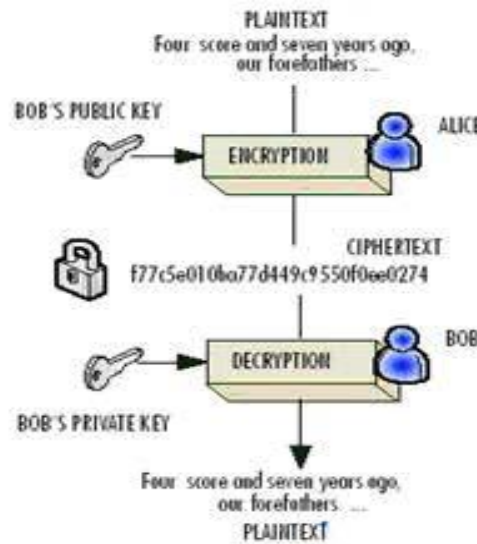 PLAINTEXT
Four score and seven years ago,
our forefathers ...
BOB'S PUBLIC KEY
ALICE
ENCRYPTION
CIPHERTEXT
f77c5e010ba77d449c9550f0ee0274
BOB
DECRYPTION
BOB'S PRIVATE KEY
Four score and seven years ago,
our forefathers ...
PLAINTEXT